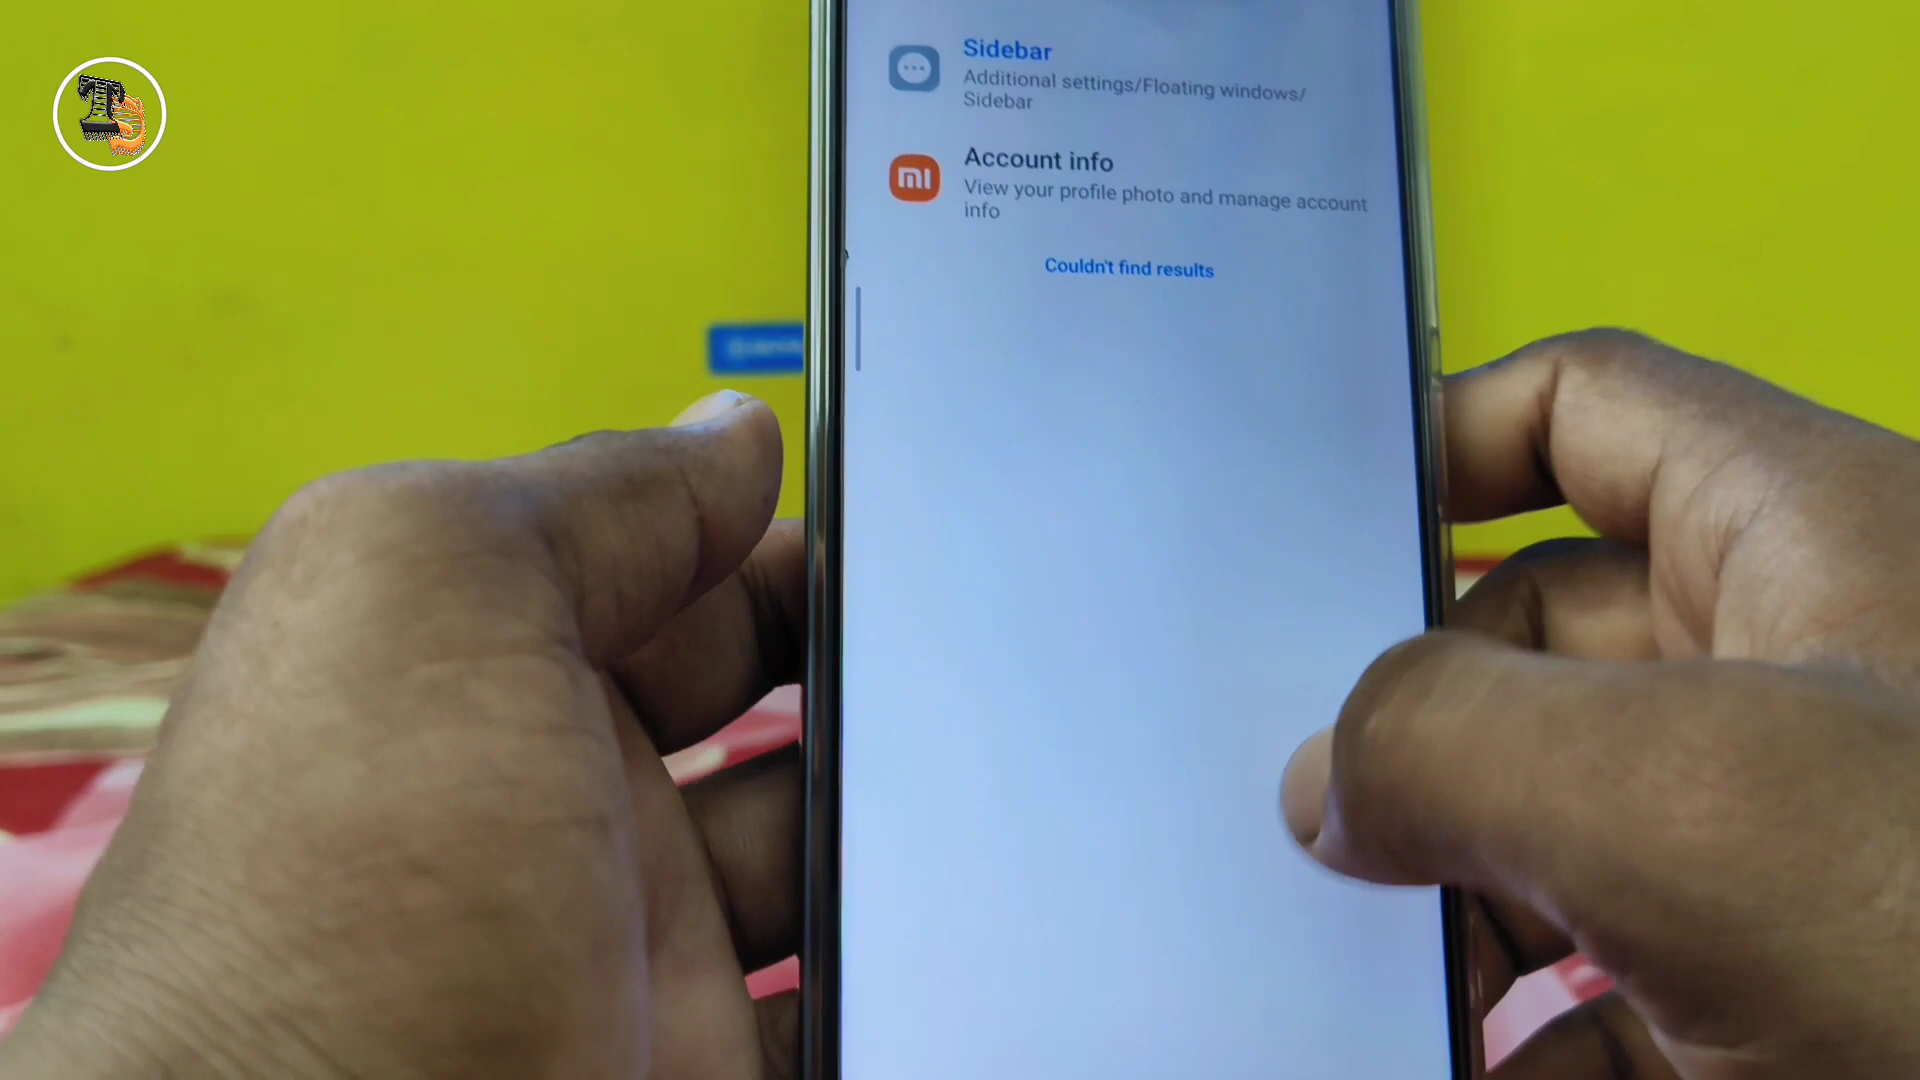 Sidebar
Additional settings/Floating windows/
Sidebar
mi
Account info
View your profile photo and manage account
info
Couldn't find results